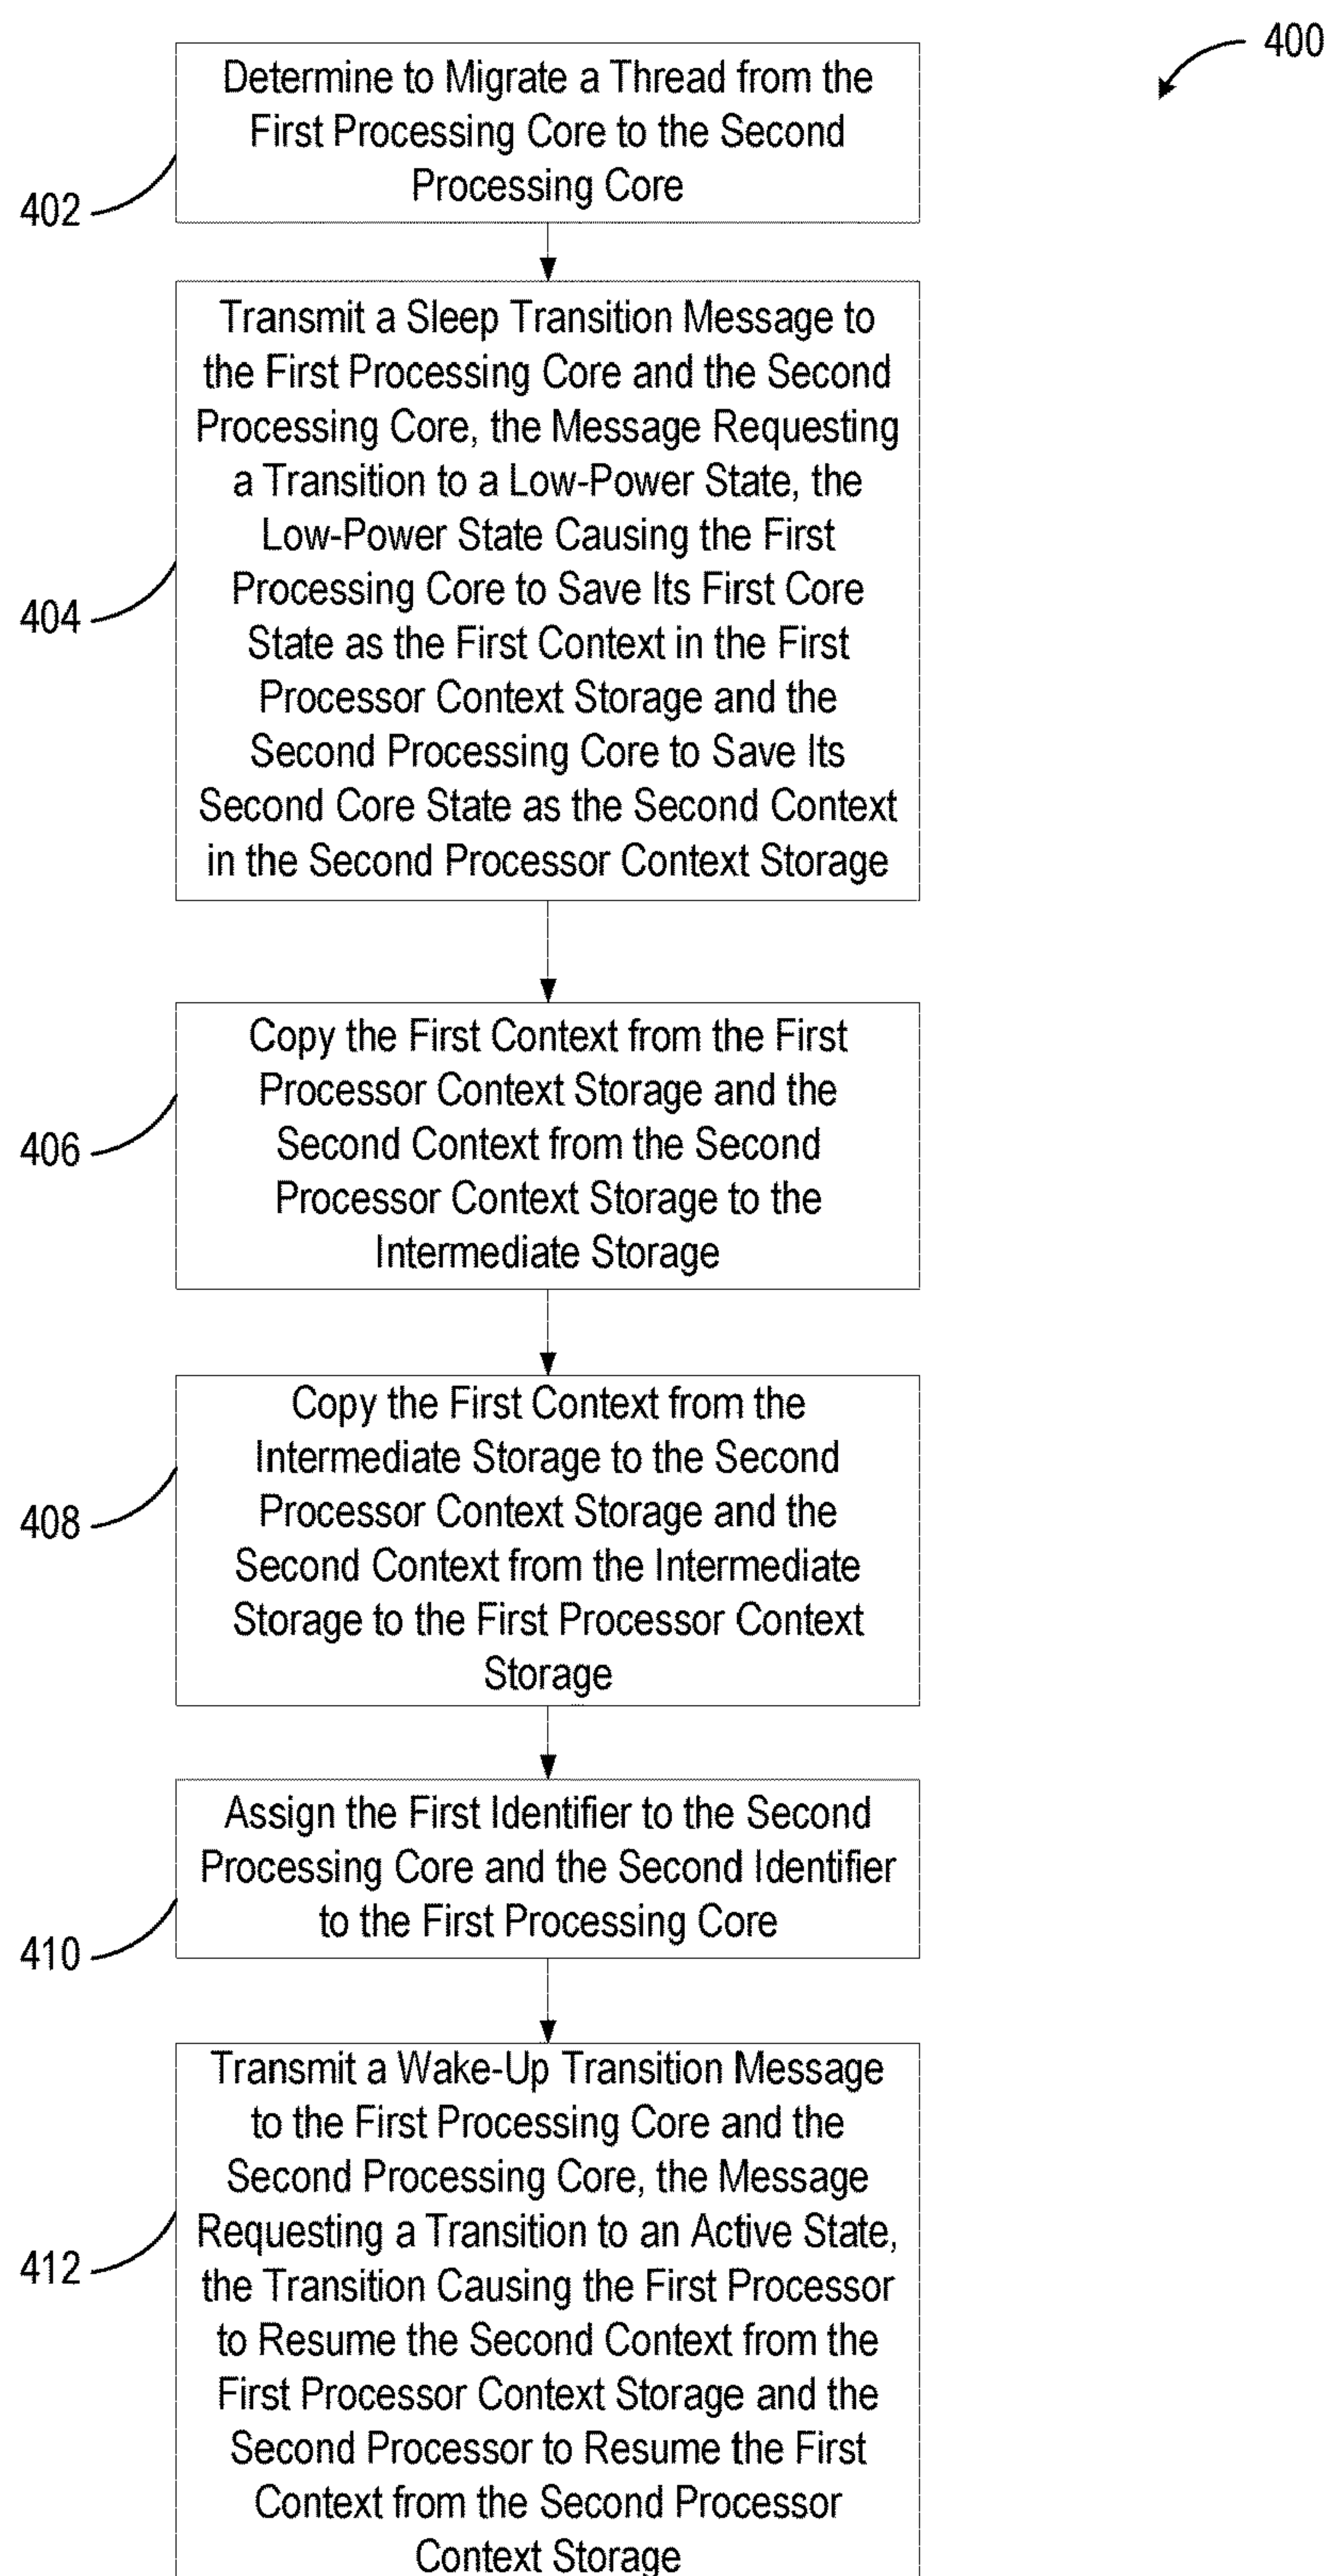 400
Determine to Migrate a Thread from the
First Processing Core to the Second
Processing Core
402
Transmit a Sleep Transition Message to
the First Processing Core and the Second
Processing Core, the Message Requesting
a Transition to a Low-Power State, the
Low-Power State Causing the First
Processing Core to Save Its First Core
State as the First Context in the First
Processor Context Storage and the
Second Processing Core to Save Its
Second Core State as the Second Context
in the Second Processor Context Storage
404
Copy the First Context from the First
Processor Context Storage and the
Second Context from the Second
Processor Context Storage to the
Intermediate Storage
406
Copy the First Context from the
Intermediate Storage to the Second
Processor Context Storage and the
Second Context from the Intermediate
Storage to the First Processor Context
Storage
408
Assign the First Identifier to the Second
Processing Core and the Second Identifier
to the First Processing Core
410
Transmit a Wake-Up Transition Message
to the First Processing Core and the
Second Processing Core, the Message
Requesting a Transition to an Active State,
the Transition Causing the First Processor
to Resume the Second Context from the
First Processor Context Storage and the
Second Processor to Resume the First
Context from the Second Processor
Context Storage
412